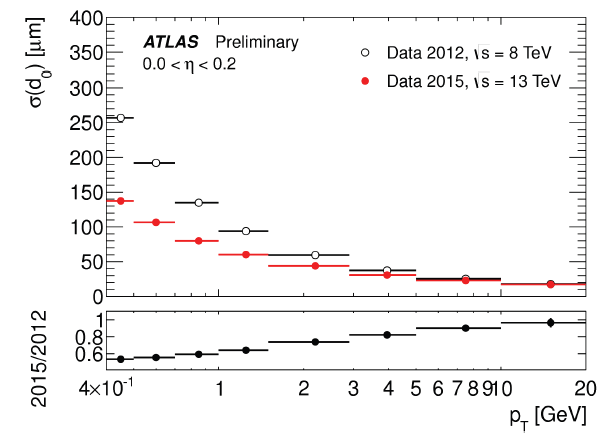 ATLAS Preliminary
0.0 < η < 0.2
Data 2012, √s = 8 TeV
Data 2015, √s = 13 TeV
σ(d₀) [μm]
400
350
300
250
200
150
100
50
0
2015/2012
1
0.8
0.6
4×10⁻¹ 1 2 3 4 5 6 7 8 9 10 20
p_T [GeV]